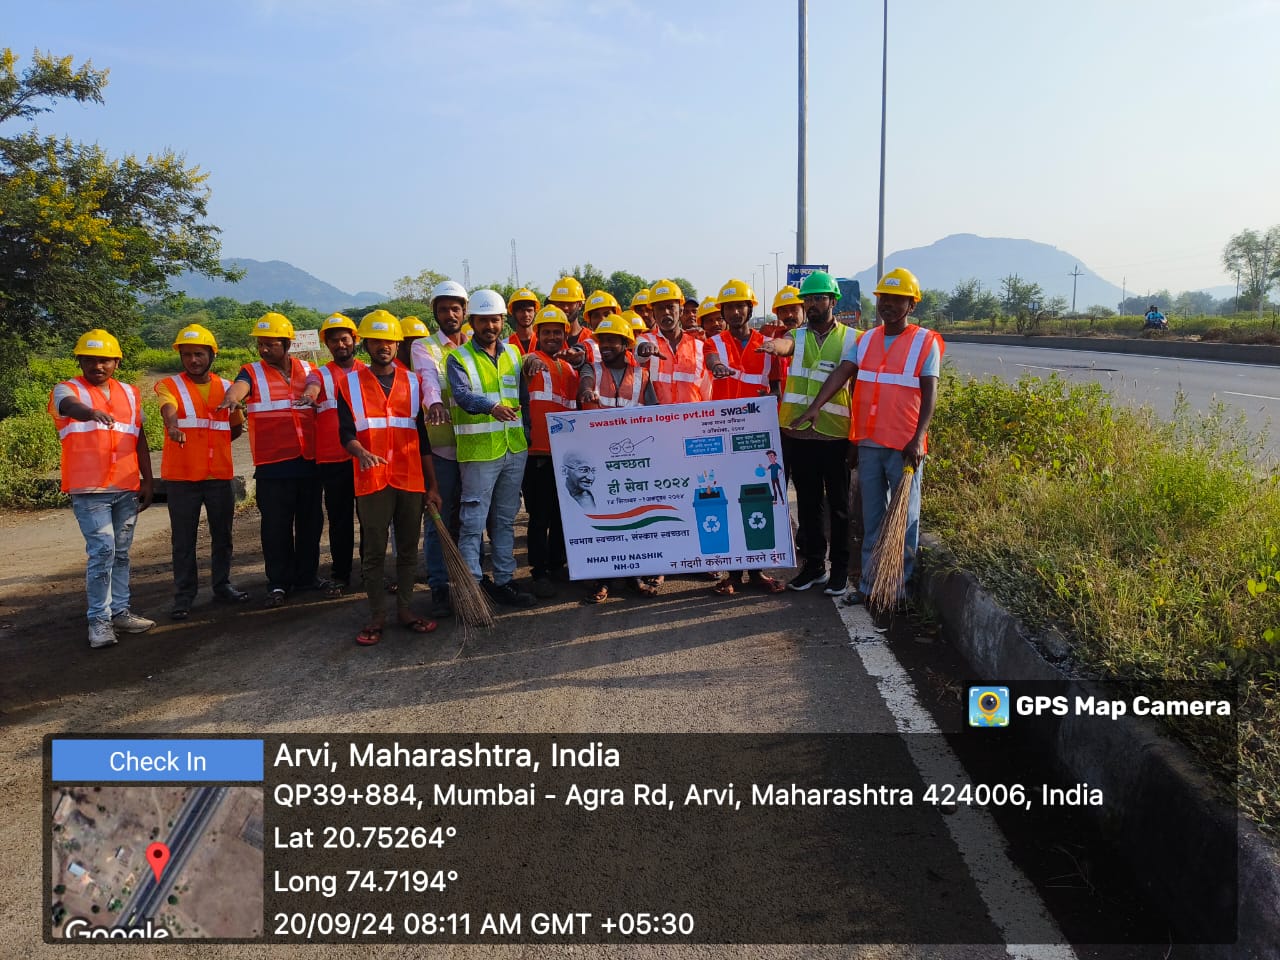 swastik infra logic pvt.ltd swastik
स्वच्छता
ही सेवा २०२४
स्वभाव स्वच्छता, संस्कार स्वच्छता
NHAI PIU NASHIK
NH-03
न गंदगी करूँगा न करने दूंगा
GPS Map Camera
Check In
Arvi, Maharashtra, India
QP39+884, Mumbai - Agra Rd, Arvi, Maharashtra 424006, India
Lat 20.75264°
Long 74.7194°
20/09/24 08:11 AM GMT +05:30
Google